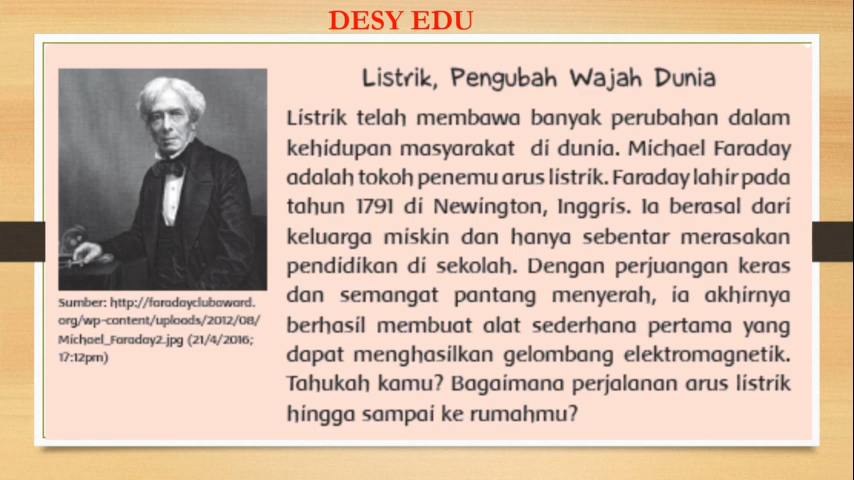 DESY EDU
Listrik, Pengubah Wajah Dunia
Listrik telah membawa banyak perubahan dalam
kehidupan masyarakat di dunia. Michael Faraday
adalah tokoh penemu arus listrik. Faraday lahir pada
tahun 1791 di Newington, Inggris. Ia berasal dari
keluarga miskin dan hanya sebentar merasakan
pendidikan di sekolah. Dengan perjuangan keras
dan semangat pantang menyerah, ia akhirnya
berhasil membuat alat sederhana pertama yang
dapat menghasilkan gelombang elektromagnetik.
Tahukah kamu? Bagaimana perjalanan arus listrik
hingga sampai ke rumahmu?
Sumber: http://faradayclubaward.
org/wp-content/uploads/2012/08/
Michael_Faraday2.jpg (21/4/2016;
17:12pm)